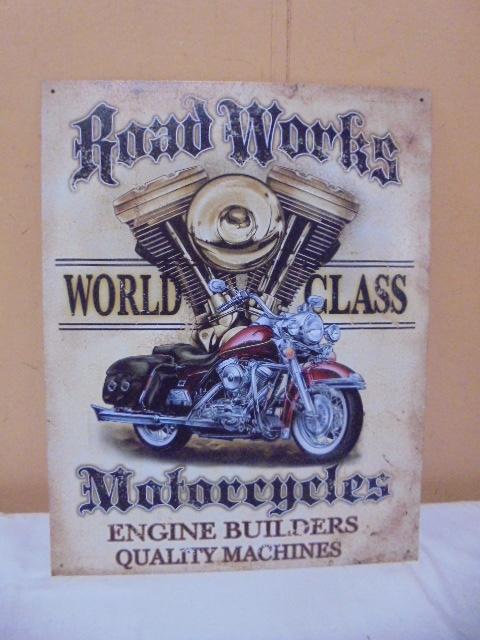 Road Works
WORLD CLASS
Motorcycles
ENGINE BUILDERS
QUALITY MACHINES